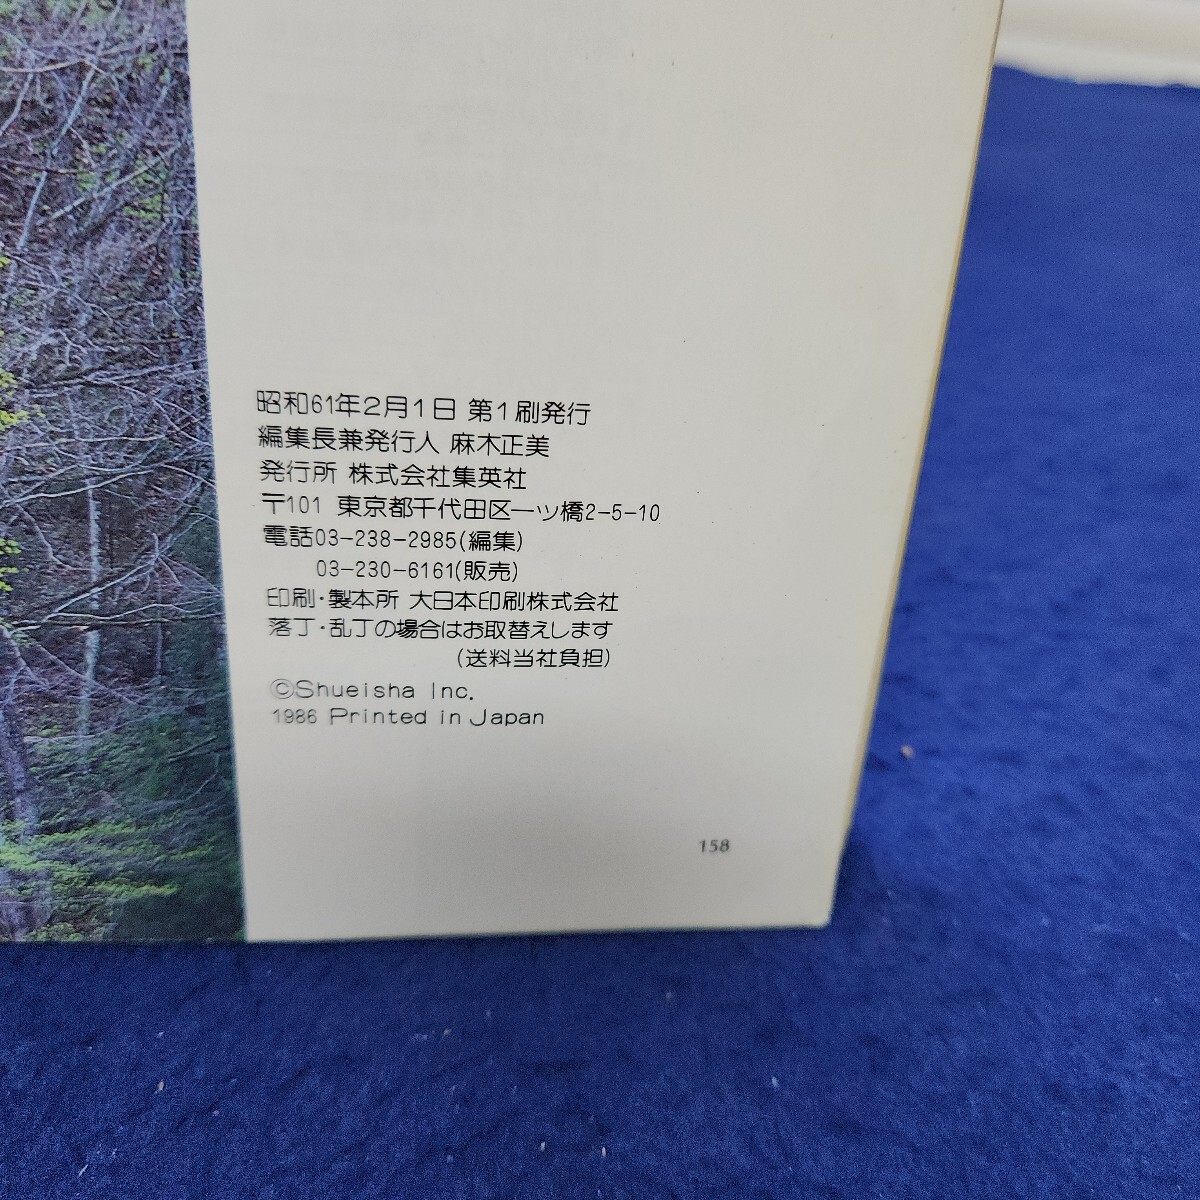 昭和61年2月1日 第1刷発行
編集長兼発行人 麻木正美
発行所 株式会社集英社
〒101 東京都千代田区一ツ橋2-5-10
電話03-238-2985(編集)
03-230-6161(販売)
印刷・製本所 大日本印刷株式会社
落丁・乱丁の場合はお取替えします
(送料当社負担)
©Shueisha Inc.
1986 Printed in Japan
158